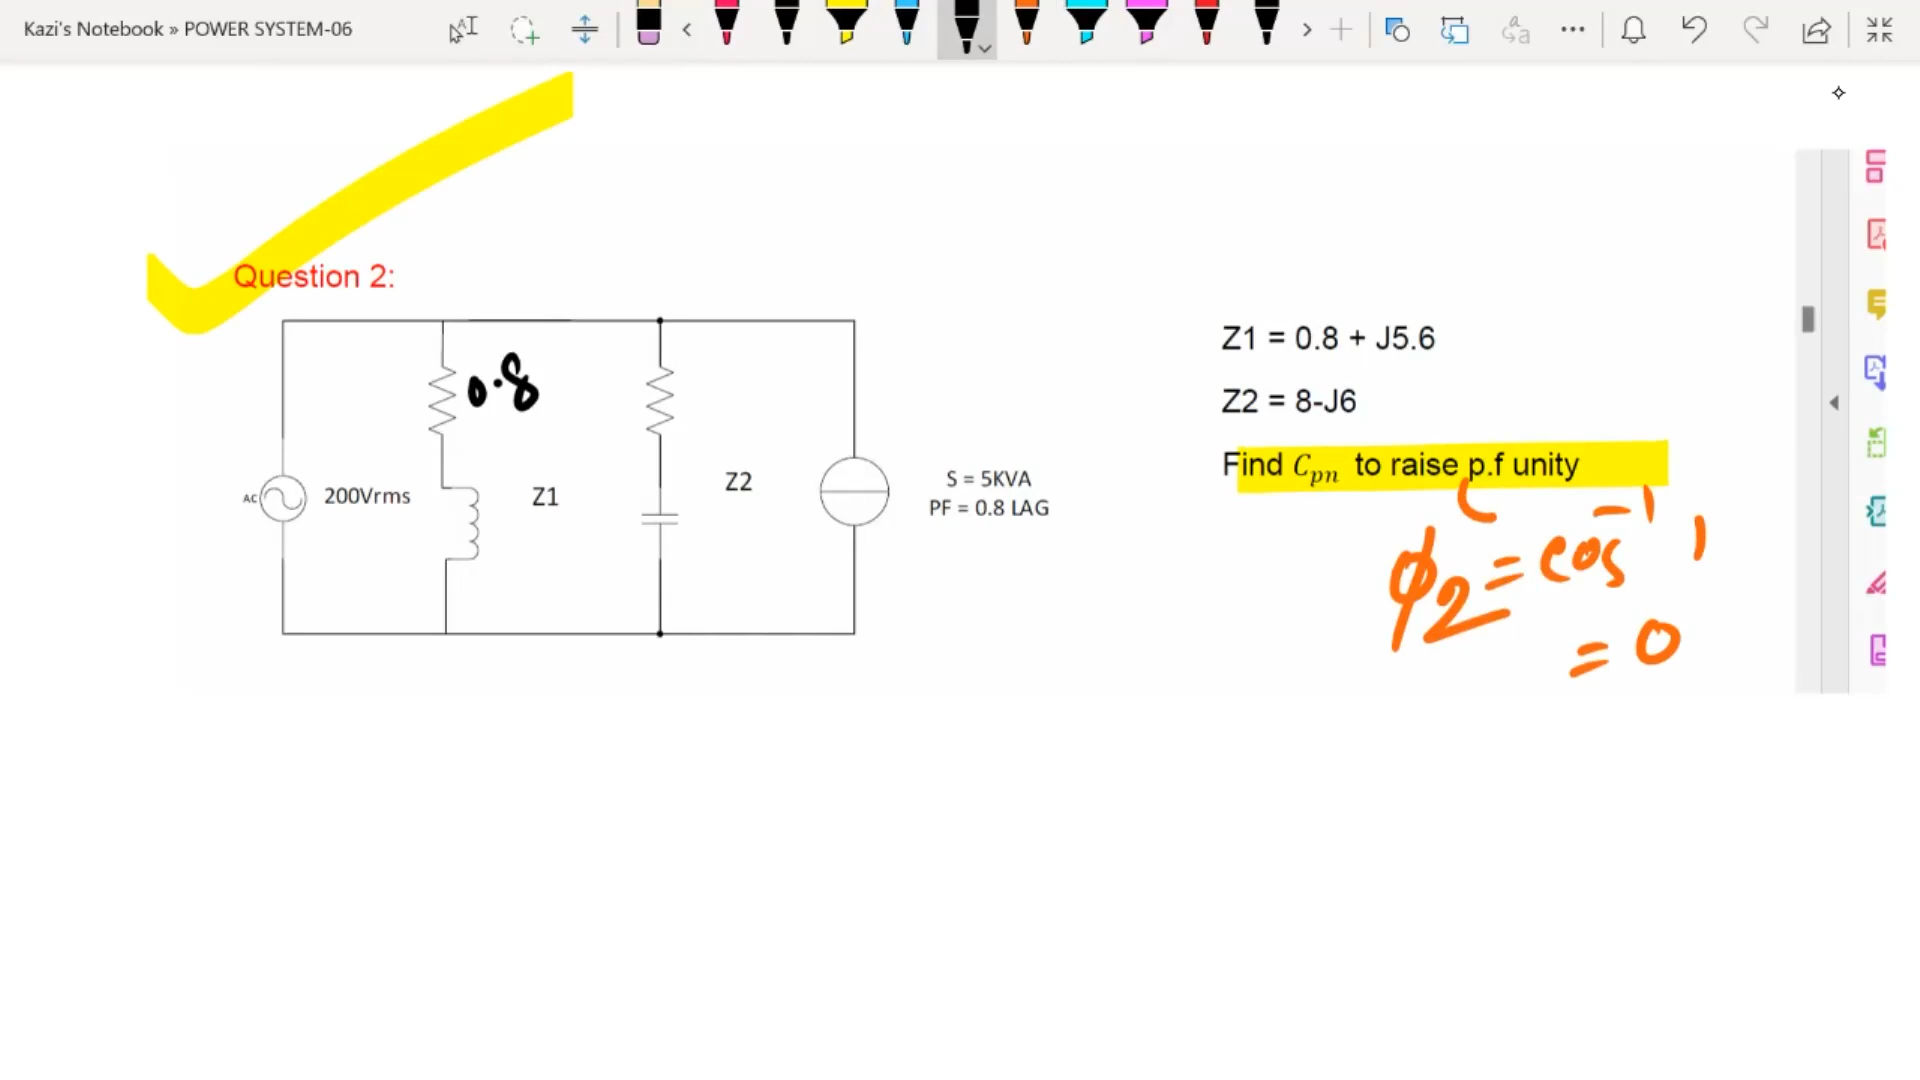 Kazi's Notebook » POWER SYSTEM-06
Question 2:
0.8
AC
200Vrms
Z1
Z2
S = 5KVA
PF = 0.8 LAG
Z1 = 0.8 + J5.6
Z2 = 8-J6
Find Cpn to raise p.f unity
ϕ2 = cos⁻¹ 1
= 0